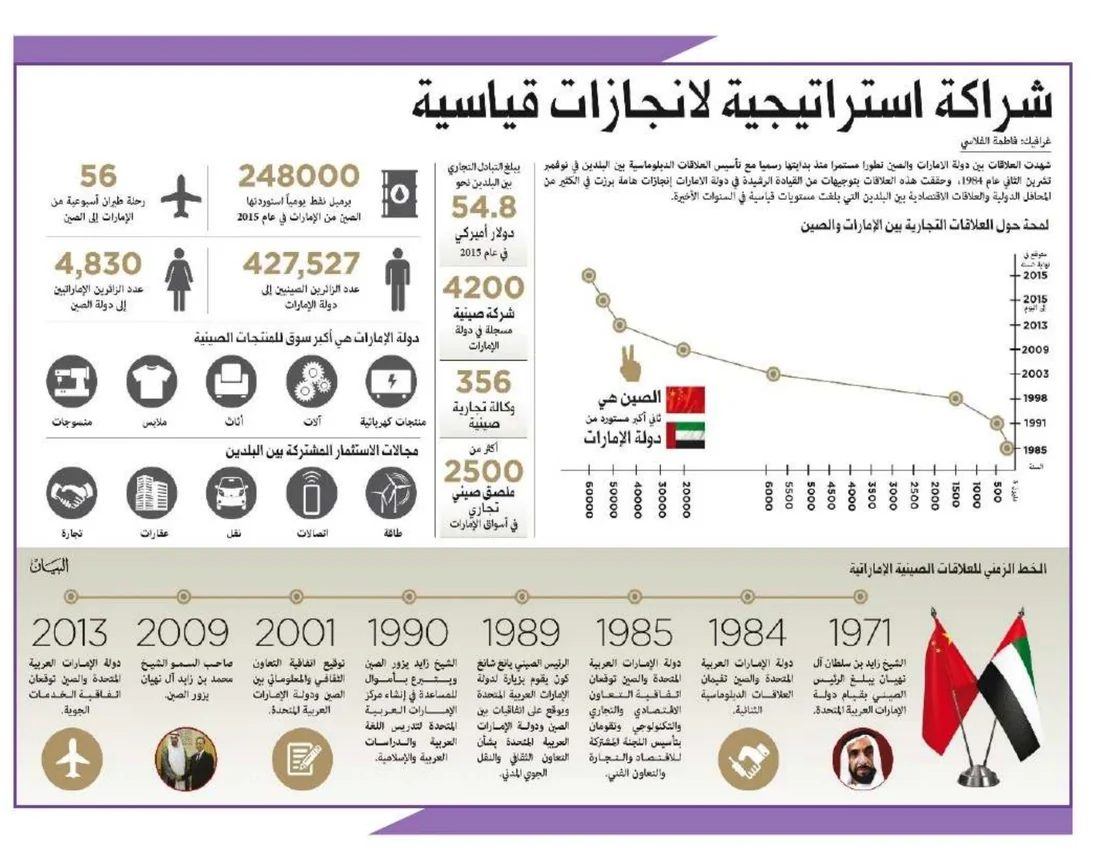 شراكة استراتيجية لانجازات قياسية
غرافيك: فاطمة الفلاسي
شهدت العلاقات بين دولة الامارات والصين تطورا مستمرا منذ بدايتها رسميا مع تأسيس العلاقات الدبلوماسية بين البلدين في نوفمبر
تشرين الثاني عام 1984، وحققت هذه العلاقات بتوجيهات من القيادة الرشيدة في دولة الامارات إنجازات هامة برزت في الكثير من
المحافل الدولية والعلاقات الاقتصادية بين البلدين التي بلغت مستويات قياسية في السنوات الأخيرة.
لمحة حول العلاقات التجارية بين الإمارات والصين
متوقع في
نهاية السنة
2015
2015
إلى اليوم
2013
2009
2003
1998
1991
1985
السنة
60000
50000
40000
30000
20000
6000
5500
5000
4500
4000
3500
3000
2500
2000
1500
1000
500
الصين هي
ثاني أكبر مستورد من
دولة الإمارات
يبلغ التبادل التجاري
بين البلدين نحو
54.8
دولار أميركي
في عام 2015
4200
شركة صينية
مسجلة في دولة
الإمارات
356
وكالة تجارية
صينية
أكثر من
2500
ملصق صيني
تجاري
في أسواق الإمارات
248000
برميل نفط يومياً استوردتها
الصين من الإمارات في عام 2015
56
رحلة طيران أسبوعية من
الإمارات إلى الصين
427,527
عدد الزائرين الصينيين إلى
دولة الإمارات
4,830
عدد الزائرين الإماراتيين
إلى دولة الصين
دولة الإمارات هي أكبر سوق للمنتجات الصينية
منتجات كهربائية
آلات
أثاث
ملابس
منسوجات
مجالات الاستثمار المشتركة بين البلدين
طاقة
اتصالات
نقل
عقارات
تجارة
الخط الزمني للعلاقات الصينية الإماراتية
البيان
1971
الشيخ زايد بن سلطان آل
نهيان يبلغ الرئيس
الصيني بقيام دولة
الإمارات العربية المتحدة.
1984
دولة الإمارات العربية
المتحدة والصين تقيمان
العلاقات الدبلوماسية
الثنائية.
1985
دولة الإمارات العربية
المتحدة والصين توقعان
اتفاقية التعاون
الاقتصادي والتجاري
والتكنولوجي وتقومان
بتأسيس اللجنة المشتركة
للاقتصاد والتجارة
والتعاون الفني.
1989
الرئيس الصيني يانغ شانغ
كون يقوم بزيارة لدولة
الإمارات العربية المتحدة
ويوقع على اتفاقيات بين
الصين ودولة الإمارات
العربية المتحدة بشأن
التعاون الثقافي والنقل
الجوي المدني.
1990
الشيخ زايد يزور الصين
ويتبرع بأموال
للمساعدة في إنشاء مركز
الإمارات العربية
المتحدة لتدريس اللغة
العربية والدراسات
العربية والإسلامية.
2001
توقيع اتفاقية التعاون
الثقافي والمعلوماتي بين
الصين ودولة الإمارات
العربية المتحدة.
2009
صاحب السمو الشيخ
محمد بن زايد آل نهيان
يزور الصين.
2013
دولة الإمارات العربية
المتحدة والصين توقعان
اتفاقية الخدمات
الجوية.